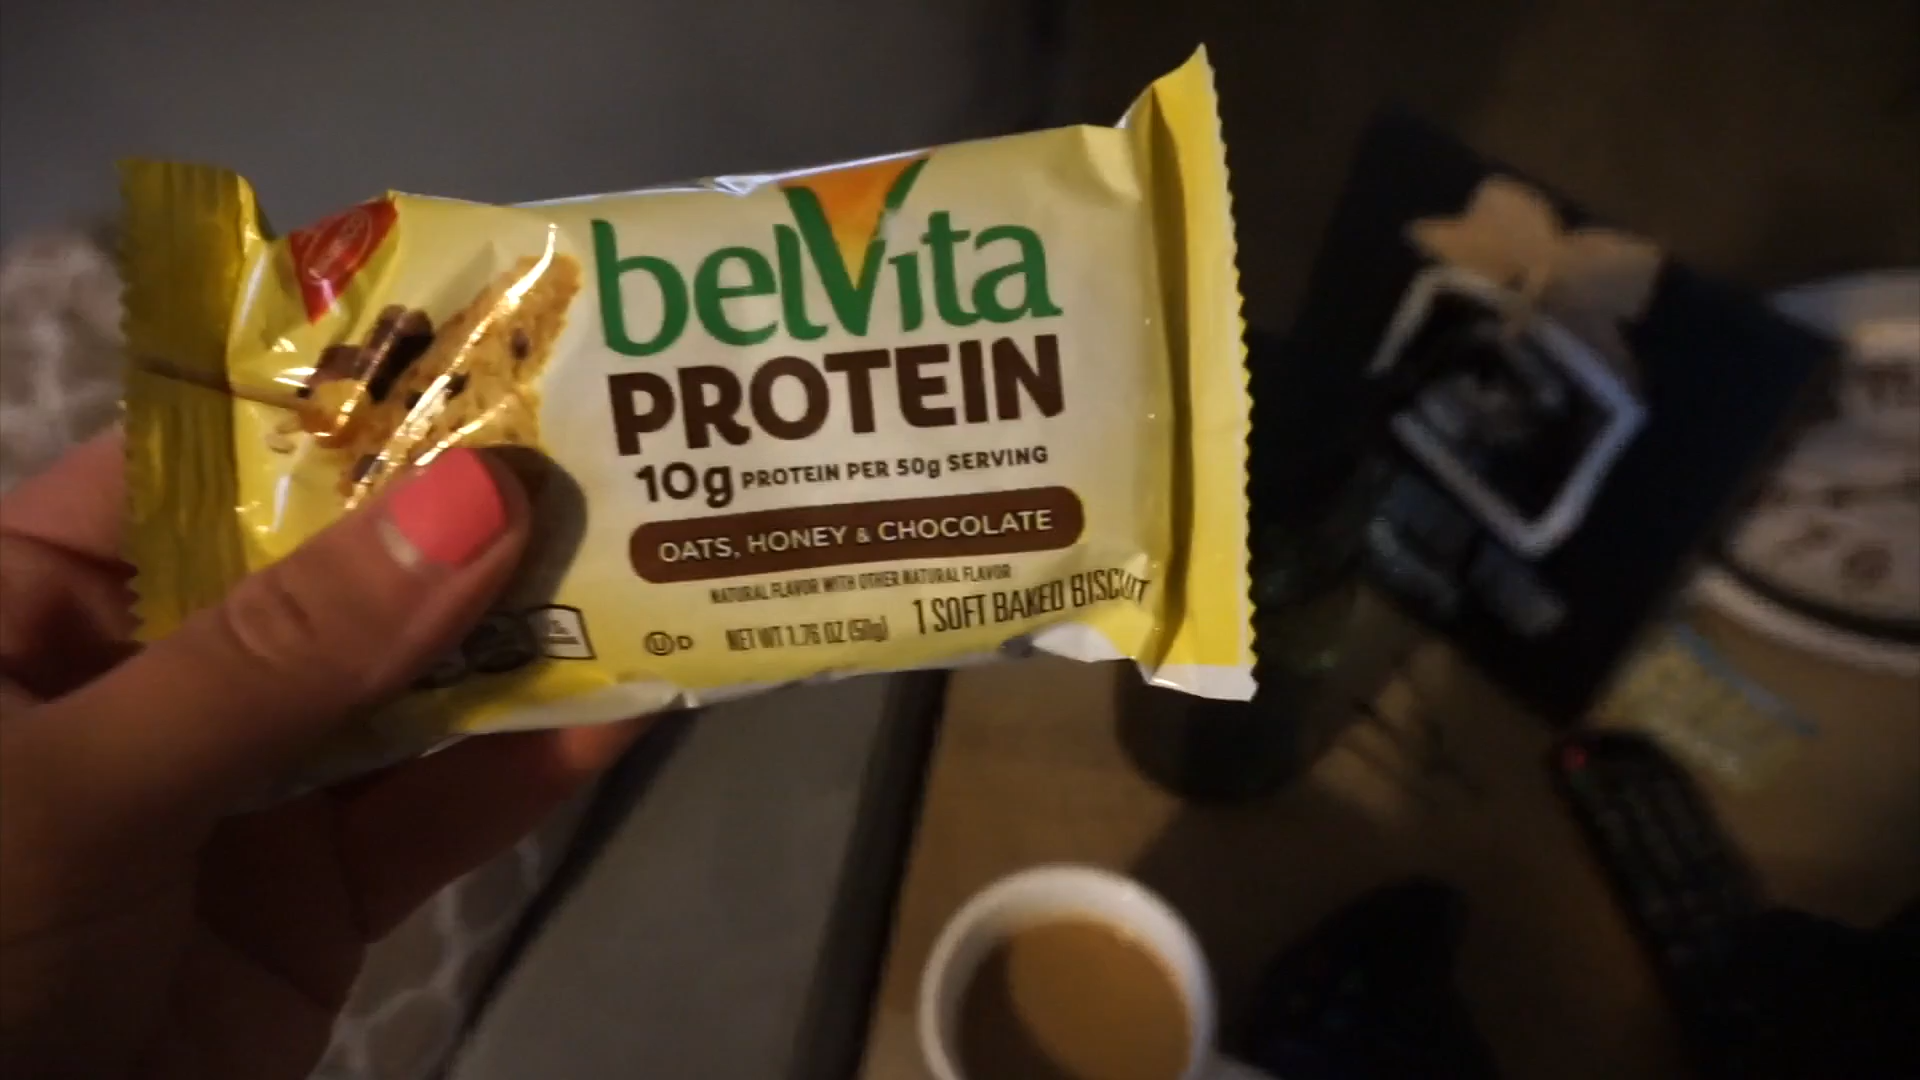 belVita
PROTEIN
10g PROTEIN PER 50g SERVING
OATS, HONEY & CHOCOLATE
NATURAL FLAVOR WITH OTHER NATURAL FLAVOR
U D NET WT 1.76 OZ (50g) 1 SOFT BAKED BISCUIT